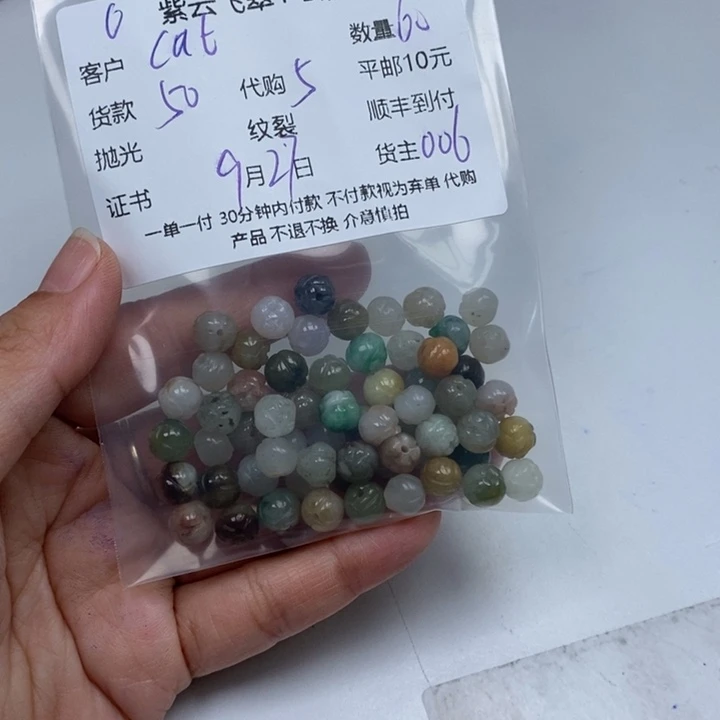 紫云飞翠
客户 cat 数量 60
货款 50 代购 5 平邮10元
抛光 纹裂 顺丰到付
证书 9月27日 货主 006
一单一付 30分钟内付款 不付款视为弃单 代购
产品 不退不换 介意慎拍